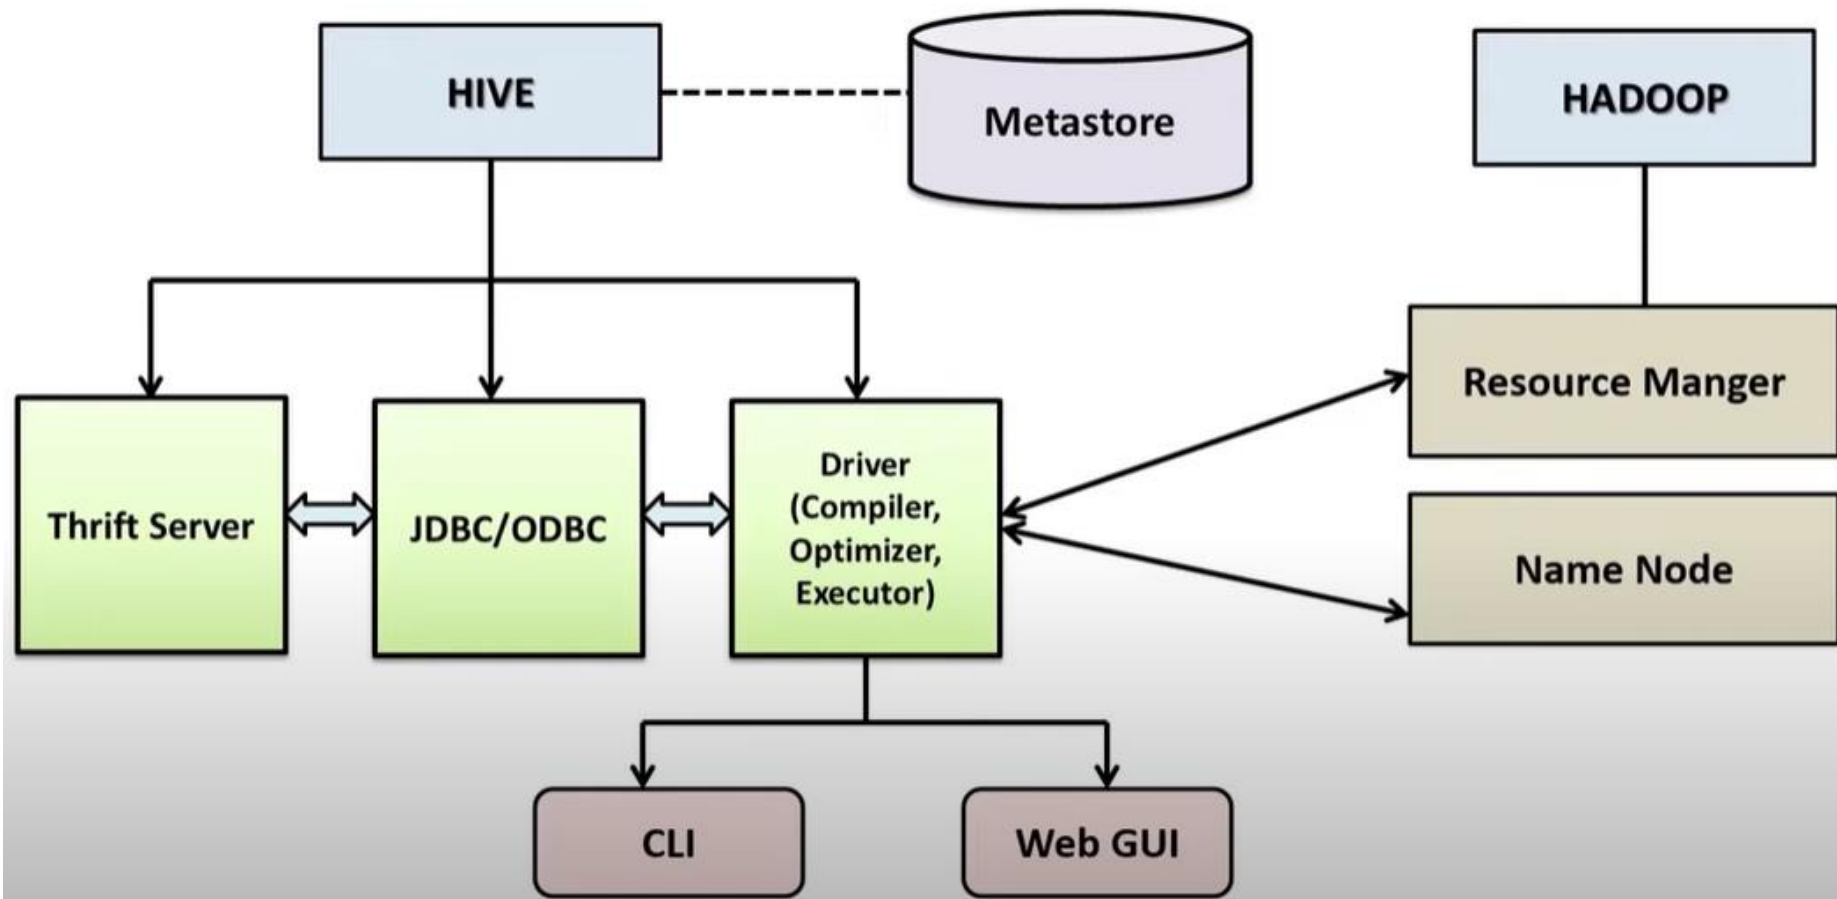 HIVE
Metastore
HADOOP
Resource Manger
Thrift Server
JDBC/ODBC
Driver
(Compiler,
Optimizer,
Executor)
Name Node
CLI
Web GUI